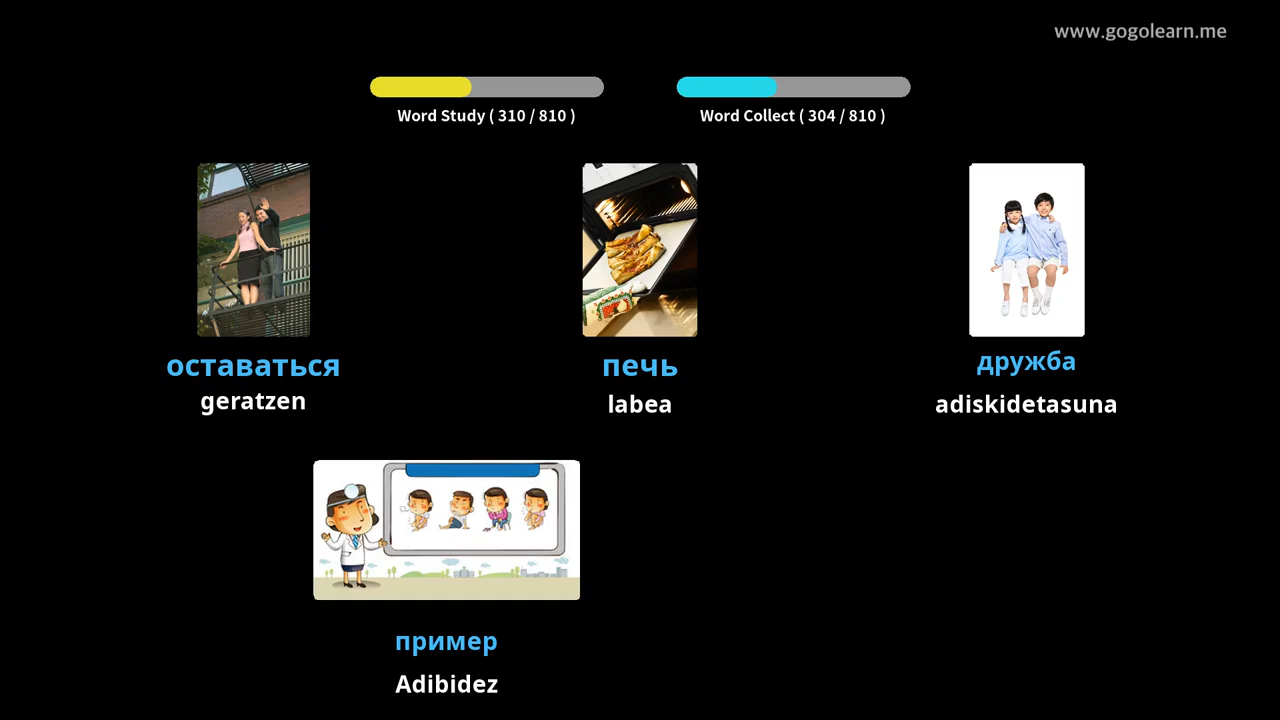 www.gogolearn.me
Word Study ( 310 / 810 )
Word Collect ( 304 / 810 )
оставаться
geratzen
печь
labea
дружба
adiskidetasuna
пример
Adibidez